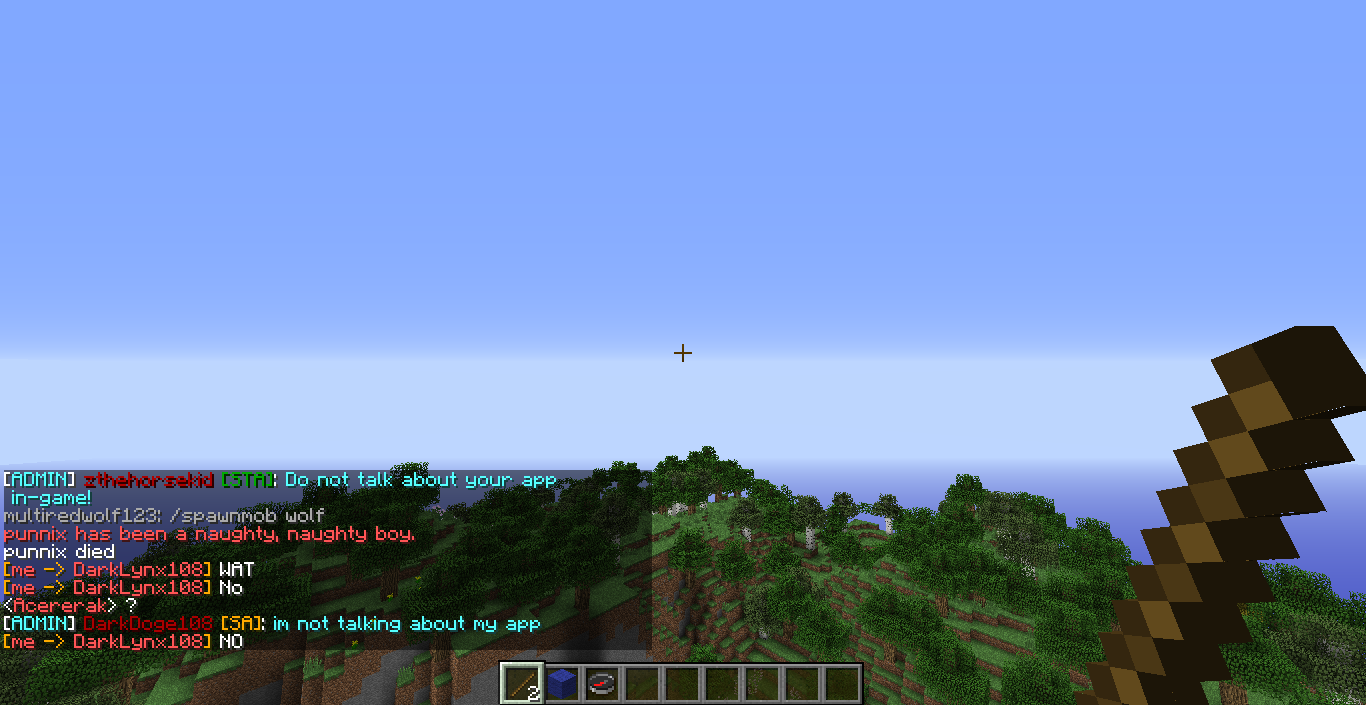 [ADMIN] zthehorsekid [STA]: Do not talk about your app
in-game!
multiredwolf123: /spawnmob wolf
punnix has been a naughty, naughty boy.
punnix died
[me -> DarkLynx108] WAT
[me -> DarkLynx108] No
<Acererak> ?
[ADMIN] DarkDoge108 [SA]: im not talking about my app
[me -> DarkLynx108] NO
2